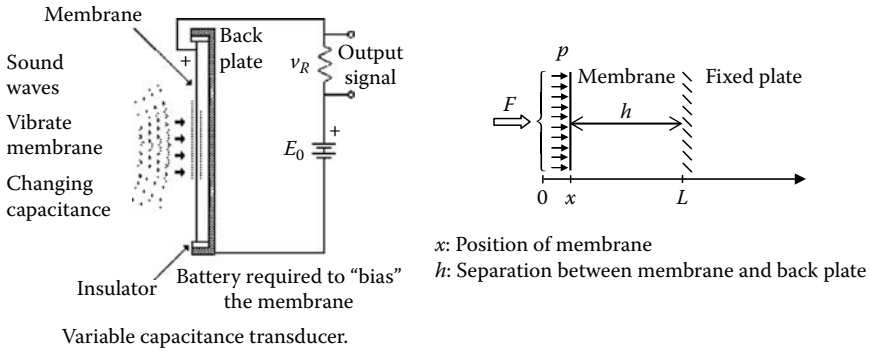 Membrane
Back
plate
+
Sound
waves
Vibrate
membrane
Changing
capacitance
Insulator
ν_R
Output
signal
+
E_0
Battery required to “bias”
the membrane
Variable capacitance transducer.
p
Membrane
Fixed plate
F
h
0 x L
x: Position of membrane
h: Separation between membrane and back plate